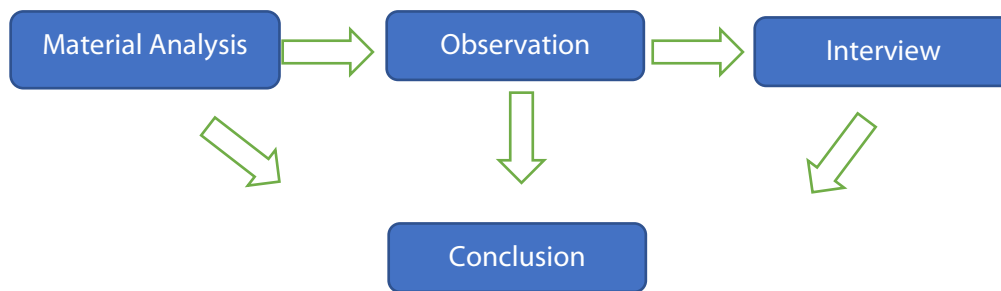 Material Analysis
Observation
Interview
Conclusion